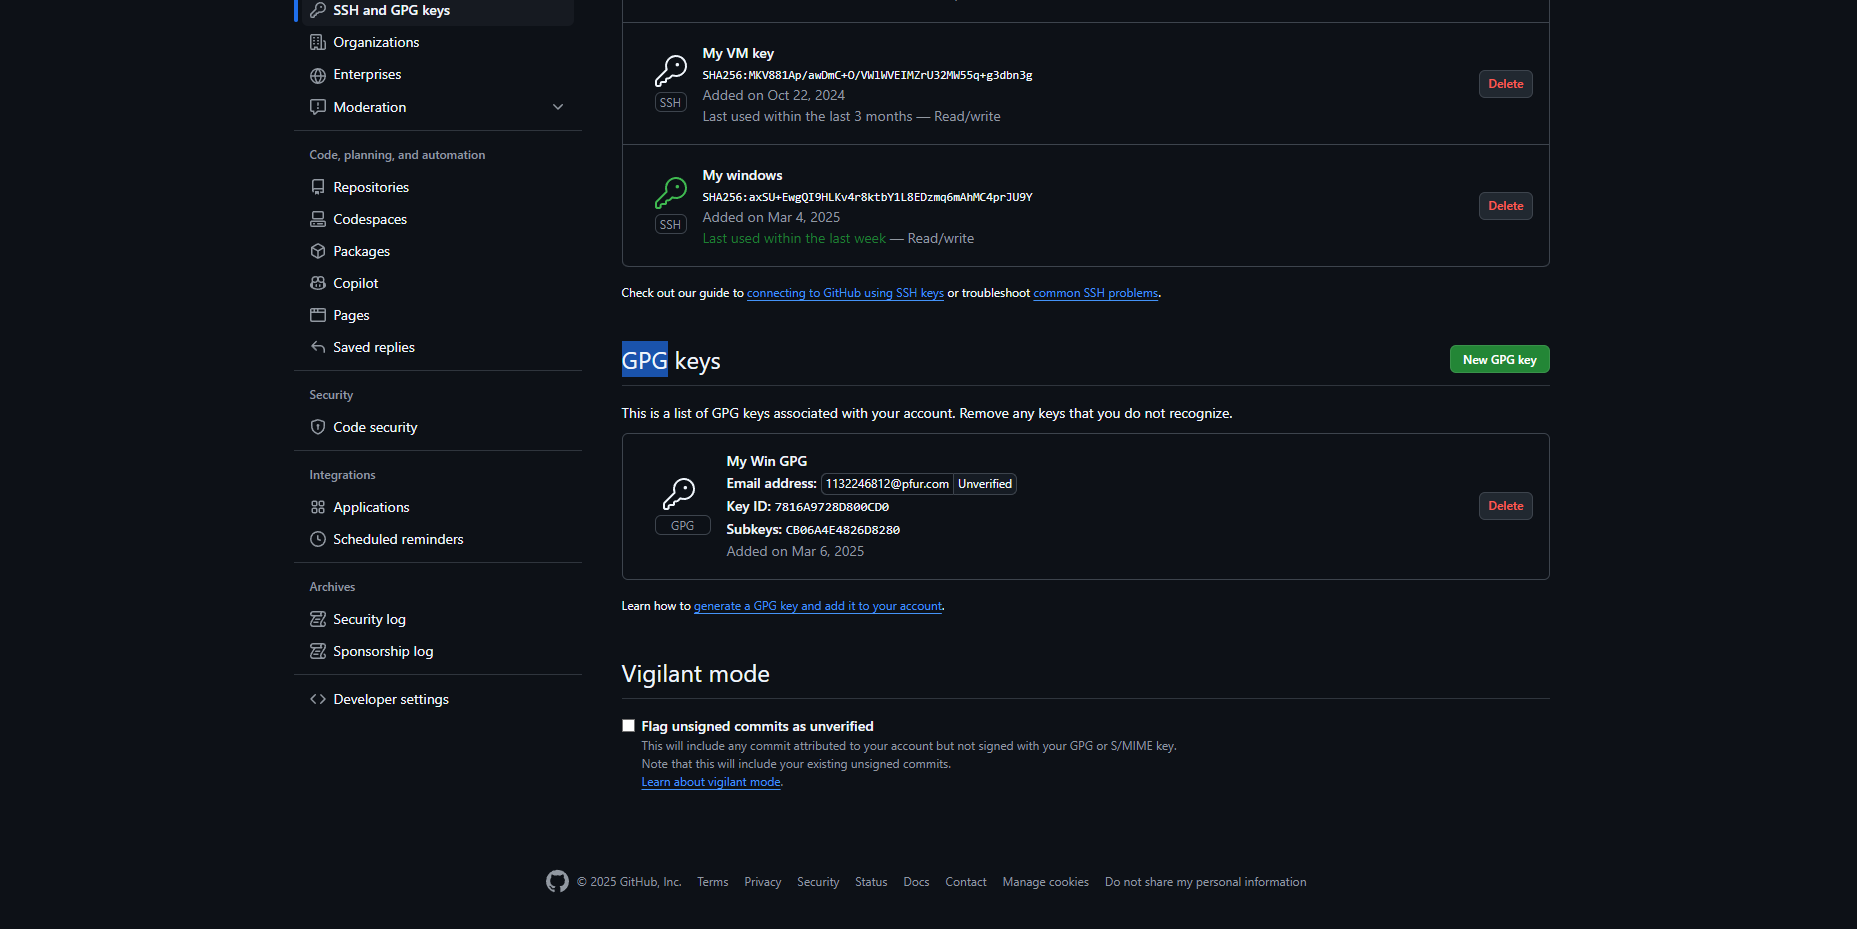 SSH and GPG keys
Organizations
Enterprises
Moderation
Code, planning, and automation
Repositories
Codespaces
Packages
Copilot
Pages
Saved replies
Security
Code security
Integrations
Applications
Scheduled reminders
Archives
Security log
Sponsorship log
Developer settings
My VM key
SHA256:MKV881Ap/awDmC+O/VWlWVEIMZrU32MW55q+g3dbn3g
SSH
Added on Oct 22, 2024
Last used within the last 3 months — Read/write
Delete
My windows
SHA256:axSU+EwgQI9HLKv4r8ktbY1L8EDzmq6mAhMC4prJU9Y
SSH
Added on Mar 4, 2025
Last used within the last week — Read/write
Delete
Check out our guide to connecting to GitHub using SSH keys or troubleshoot common SSH problems.
GPG keys
New GPG key
This is a list of GPG keys associated with your account. Remove any keys that you do not recognize.
My Win GPG
Email address: 1132246812@pfur.com Unverified
Key ID: 7816A9728D800CD0
GPG
Subkeys: CB06A4E4826D8280
Added on Mar 6, 2025
Delete
Learn how to generate a GPG key and add it to your account.
Vigilant mode
Flag unsigned commits as unverified
This will include any commit attributed to your account but not signed with your GPG or S/MIME key.
Note that this will include your existing unsigned commits.
Learn about vigilant mode.
© 2025 GitHub, Inc. Terms Privacy Security Status Docs Contact Manage cookies Do not share my personal information